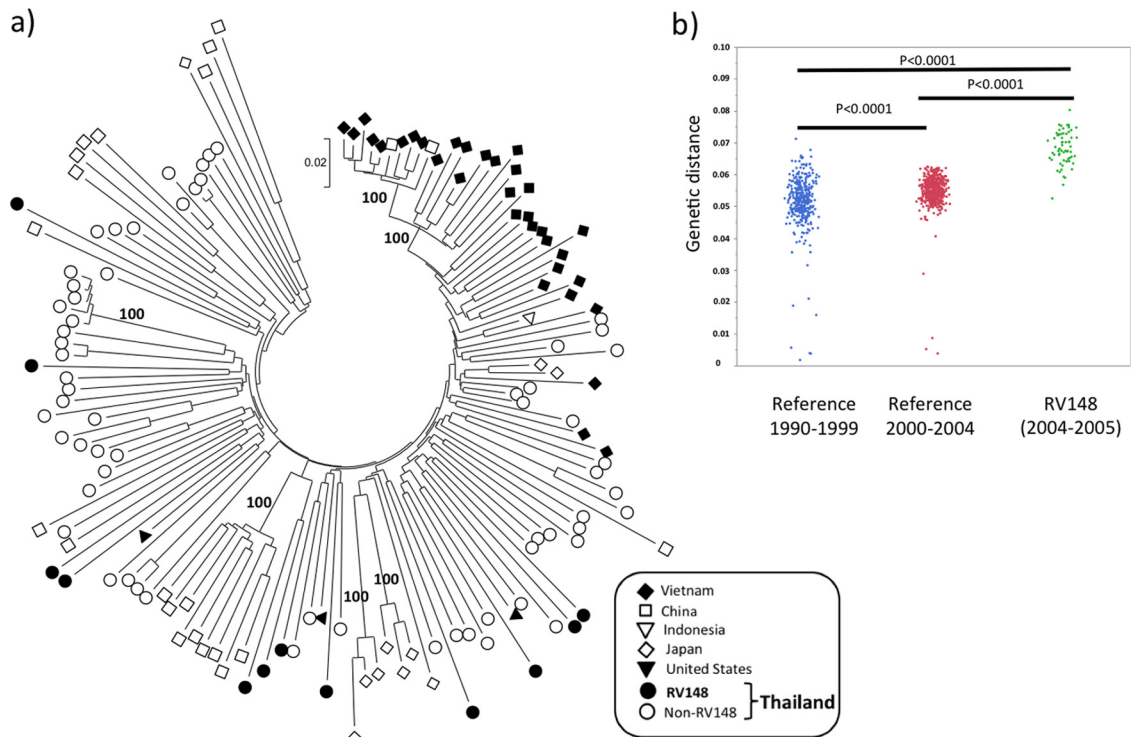 a)
0.02
100
100
100
100
100
100
Vietnam
China
Indonesia
Japan
United States
RV148
Non-RV148
Thailand
b)
Genetic distance
0.10
0.09
0.08
0.07
0.06
0.05
0.04
0.03
0.02
0.01
0
P<0.0001
P<0.0001
P<0.0001
Reference
1990-1999
Reference
2000-2004
RV148
(2004-2005)